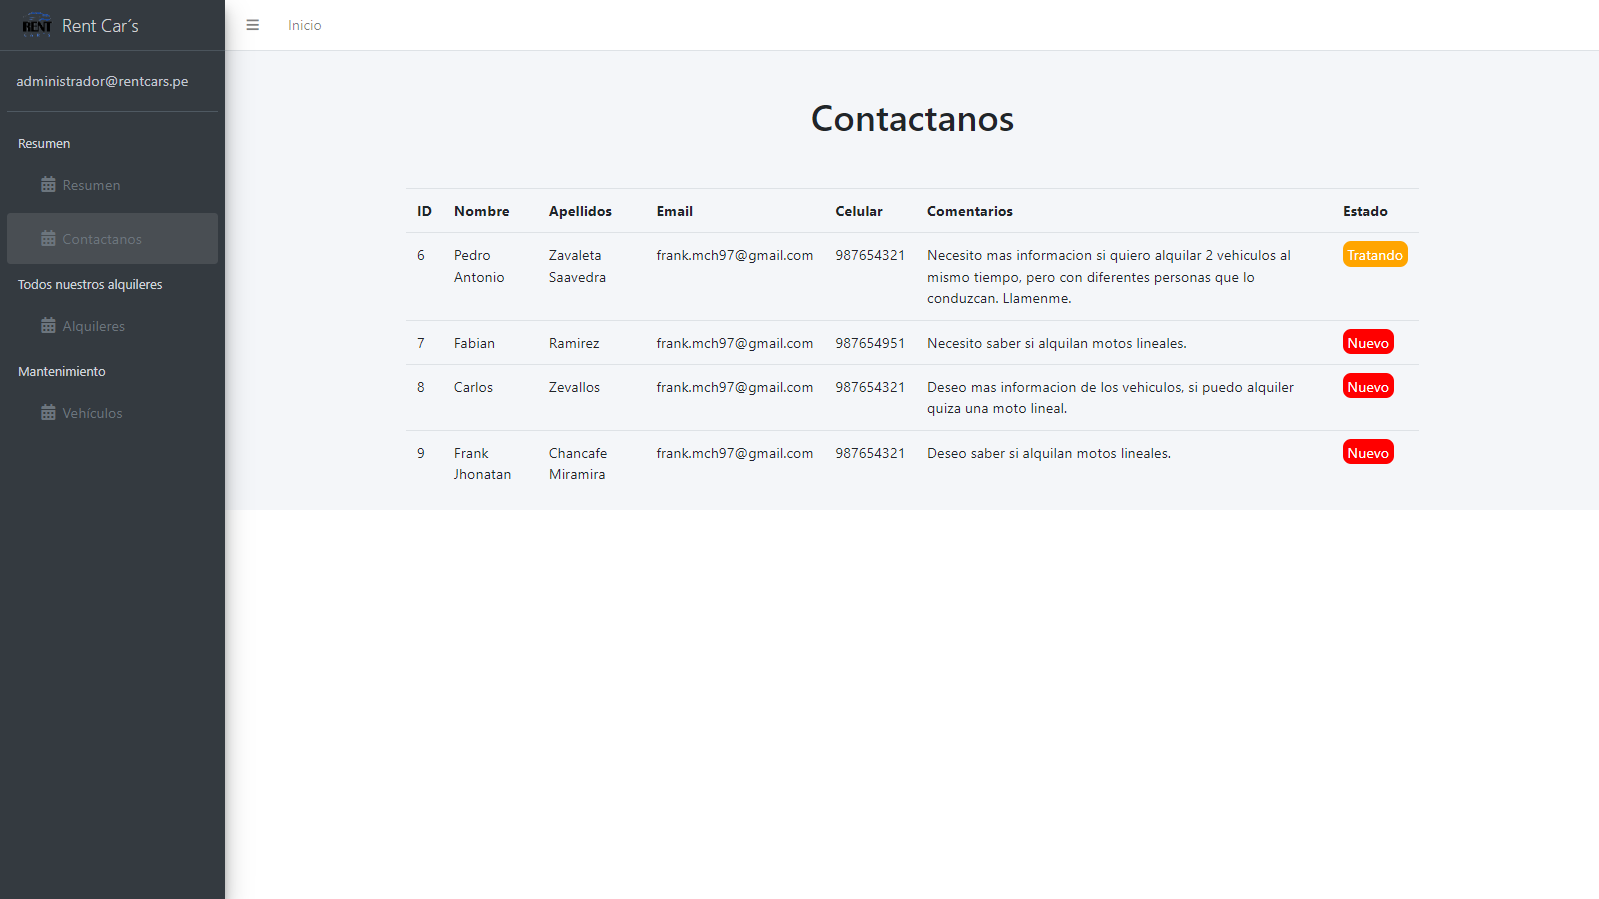 RENT
Rent Car´s
Inicio
administrador@rentcars.pe
Resumen
Resumen
Contactanos
Todos nuestros alquileres
Alquileres
Mantenimiento
Vehículos
Contactanos
ID Nombre Apellidos Email Celular Comentarios Estado
6 Pedro Zavaleta frank.mch97@gmail.com 987654321 Necesito mas informacion si quiero alquilar 2 vehiculos al Tratando
Antonio Saavedra mismo tiempo, pero con diferentes personas que lo
conduzcan. Llamenme.
7 Fabian Ramirez frank.mch97@gmail.com 987654951 Necesito saber si alquilan motos lineales. Nuevo
8 Carlos Zevallos frank.mch97@gmail.com 987654321 Deseo mas informacion de los vehiculos, si puedo alquiler Nuevo
quiza una moto lineal.
9 Frank Chancafe frank.mch97@gmail.com 987654321 Deseo saber si alquilan motos lineales. Nuevo
Jhonatan Miramira